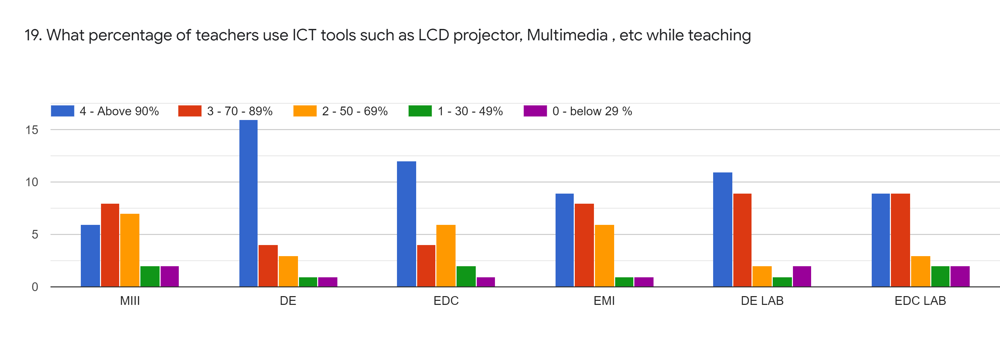 19. What percentage of teachers use ICT tools such as LCD projector, Multimedia , etc while teaching
4 - Above 90% 3 - 70 - 89% 2 - 50 - 69% 1 - 30 - 49% 0 - below 29 %
15
10
5
0
MIII DE EDC EMI DE LAB EDC LAB